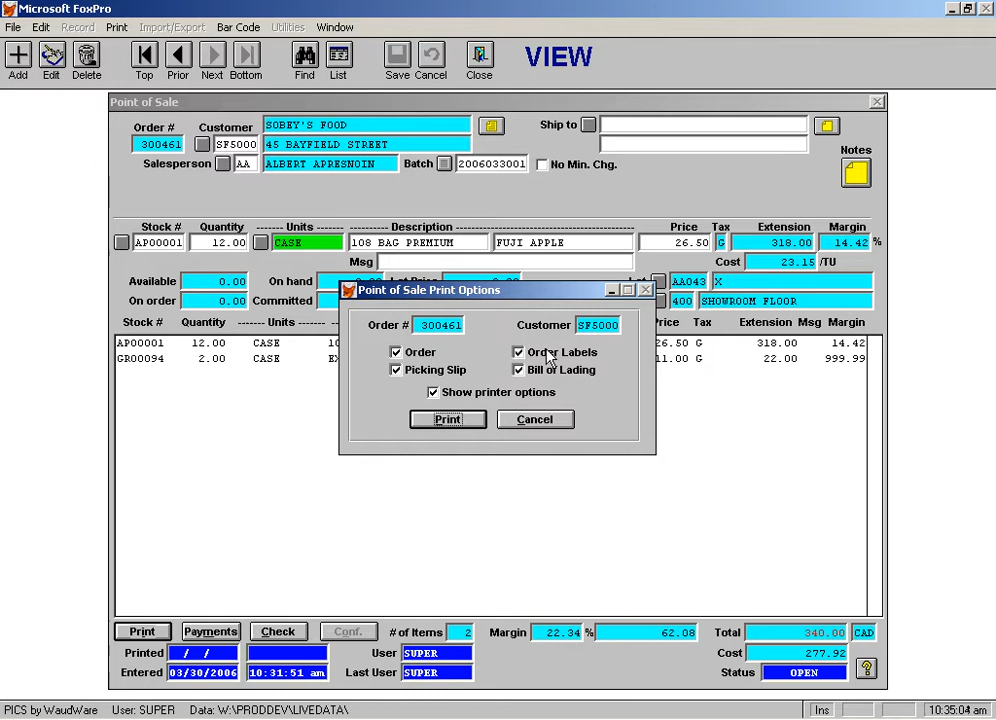 Microsoft FoxPro
File Edit Record Print Import/Export Bar Code Utilities Window
Add Edit Delete Top Prior Next Bottom Find List Save Cancel Close VIEW
Point of Sale
Order # Customer SOBEY'S FOOD Ship to
300461 SF5000 45 BAYFIELD STREET
Salesperson AA ALBERT APRESNOIN Batch 2006033001 No Min. Chg. Notes
Stock # Quantity ------- Units ------- ---------- Description Price Tax Extension Margin
AP00001 12.00 CASE 108 BAG PREMIUM FUJI APPLE 26.50 G 318.00 14.42 %
Msg Cost 23.15 /TU
Available 0.00 On hand AA043 X
On order 0.00 Committed 400 SHOWROOM FLOOR
Stock # Quantity ------- Units Price Tax Extension Msg Margin
AP00001 12.00 CASE 26.50 G 318.00 14.42
GR00094 2.00 CASE 11.00 G 22.00 999.99
Point of Sale Print Options
Order # 300461 Customer SF5000
Order Order Labels
Picking Slip Bill of Lading
Show printer options
Print Cancel
Print Payments Check Conf. # of Items 2 Margin 22.34 % 62.08 Total 340.00 CAD
Printed / / User SUPER Cost 277.92
Entered 03/30/2006 10:31:51 am Last User SUPER Status OPEN ?
PICS by WaudWare User: SUPER Data: W:\PRODDEV\LIVEDATA\ Ins 10:35:04 am